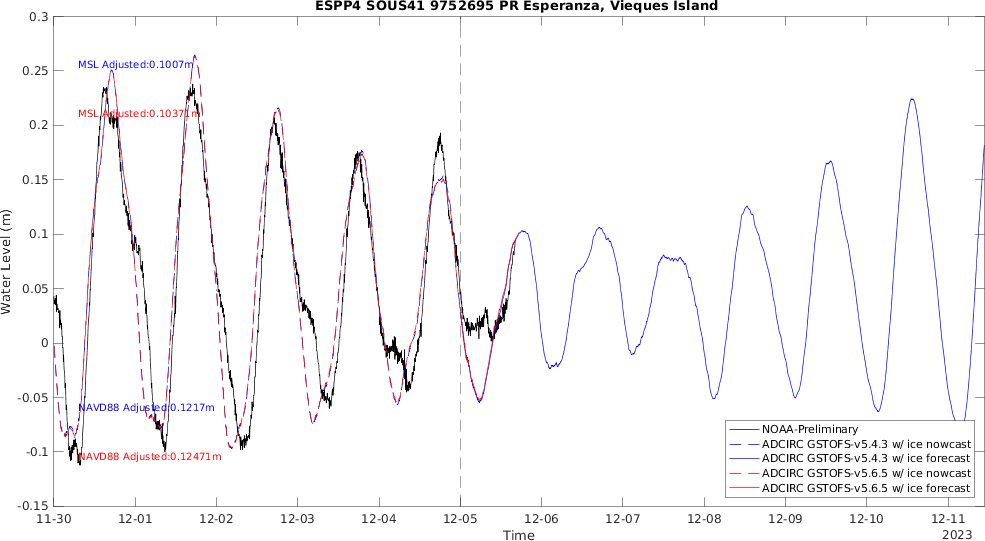 ESPP4 SOUS41 9752695 PR Esperanza, Vieques Island
0.3
0.25
0.2
0.15
0.1
0.05
0
-0.05
-0.1
-0.15
Water Level (m)
MSL Adjusted:0.1007m
MSL Adjusted:0.10371m
NAVD88 Adjusted:0.1217m
NAVD88 Adjusted:0.12471m
NOAA-Preliminary
ADCIRC GSTOFS-v5.4.3 w/ ice nowcast
ADCIRC GSTOFS-v5.4.3 w/ ice forecast
ADCIRC GSTOFS-v5.6.5 w/ ice nowcast
ADCIRC GSTOFS-v5.6.5 w/ ice forecast
11-30 12-01 12-02 12-03 12-04 12-05 12-06 12-07 12-08 12-09 12-10 12-11
Time
2023